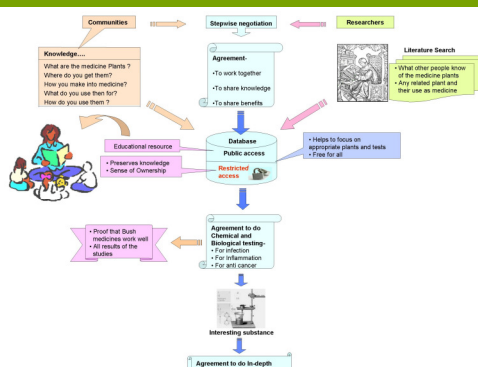 Communities
Stepwise negotiation
Researchers
Knowledge....
What are the medicine Plants ?
Where do you get them?
How you make into medicine?
What do you use then for?
How do you use them ?
Agreement-
•To work together
•To share knowledge
•To share benefits
Literature Search
• What other people know
of the medicine plants
• Any related plant and
their use as medicine
Educational resource
• Preserves knowledge
• Sense of Ownership
Database
Public access
Restricted
access
• Helps to focus on
appropriate plants and tests
• Free for all
• Proof that Bush
medicines work well
• All results of the
studies
Agreement to do
Chemical and
Biological testing-
• For infection
• For Inflammation
• For anti cancer
Interesting substance
Agreement to do In-depth